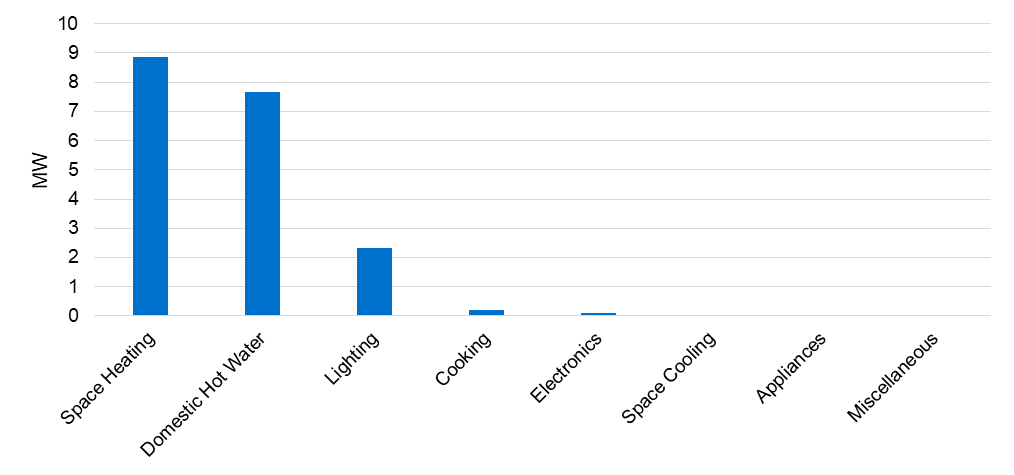 10
9
8
7
6
5
4
3
2
1
0
MW
Space Heating
Domestic Hot Water
Lighting
Cooking
Electronics
Space Cooling
Appliances
Miscellaneous